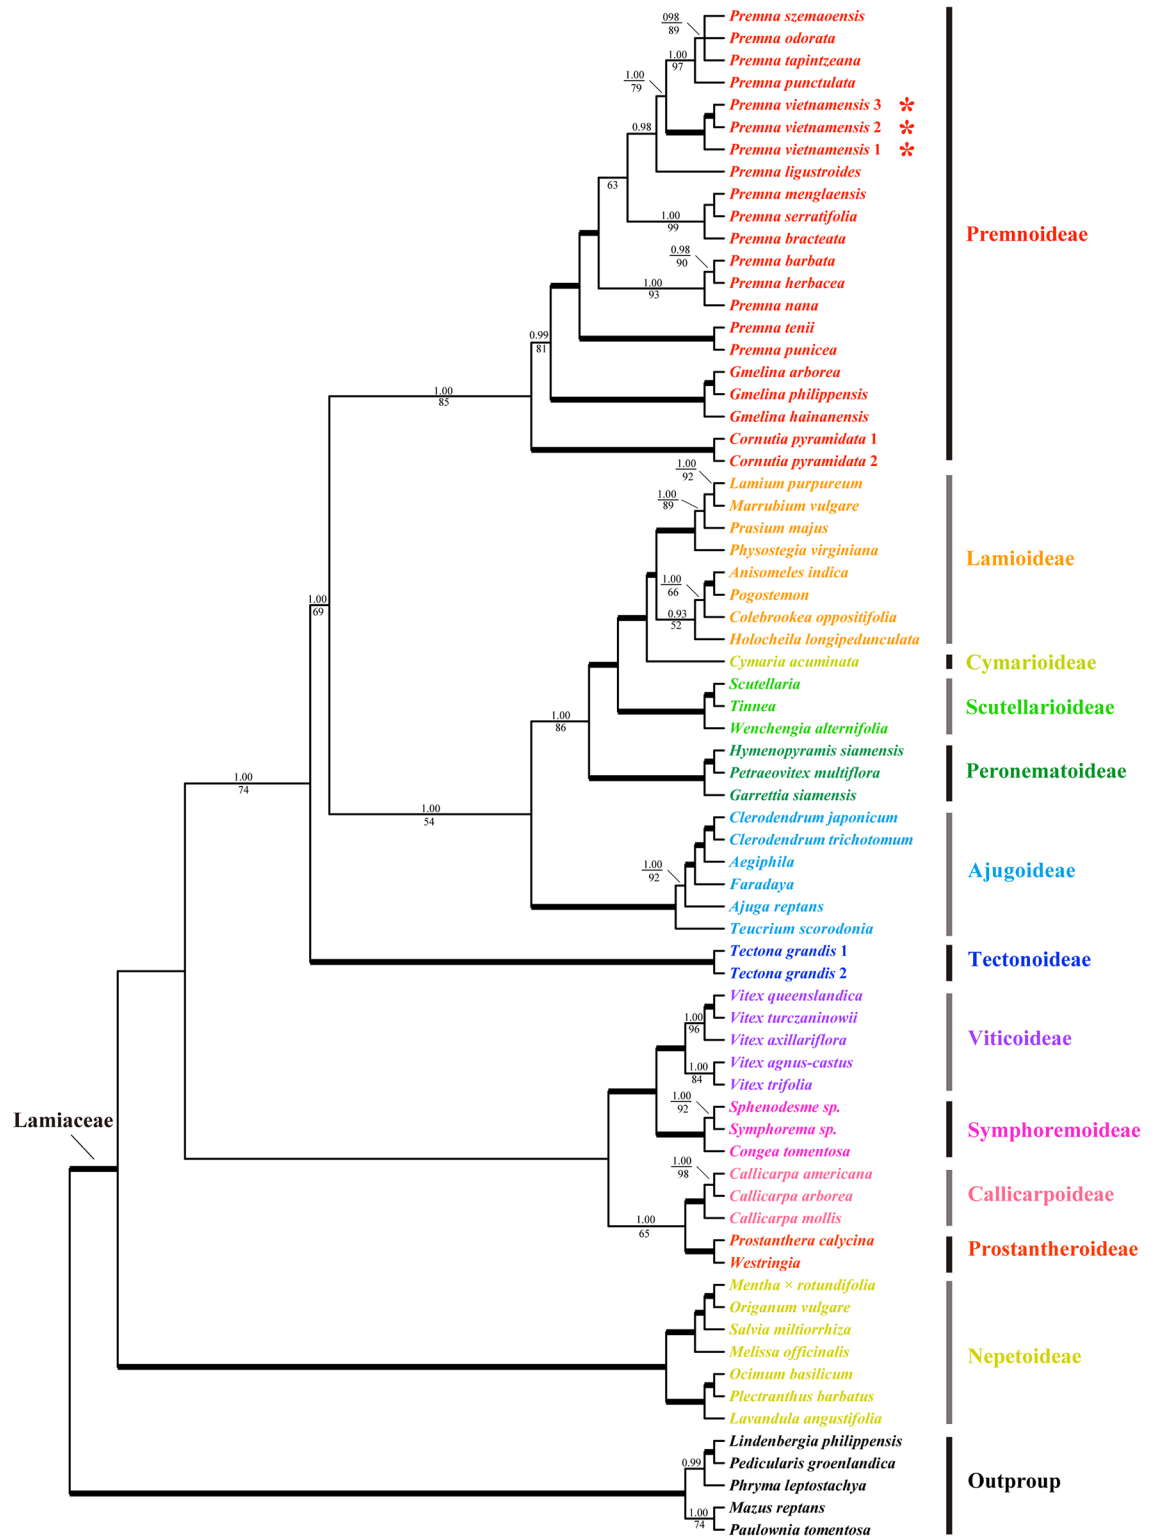 098
89
Premna szemaoensis
Premna odorata
1.00
97
Premna tapintzeana
1.00
79
Premna punctulata
Premna vietnamensis 3 *
0.98
Premna vietnamensis 2 *
Premna vietnamensis 1 *
Premna ligustroides
63
Premna menglaensis
1.00
99
Premna serratifolia
Premna bracteata
Premnoideae
0.98
90
Premna barbata
1.00
93
Premna herbacea
Premna nana
Premna tenii
0.99
81
Premna punicea
Gmelina arborea
1.00
85
Gmelina philippensis
Gmelina hainanensis
Cornutia pyramidata 1
Cornutia pyramidata 2
1.00
92
Lamium purpureum
1.00
89
Marrubium vulgare
Prasium majus
Physostegia virginiana
Lamioideae
Anisomeles indica
1.00
66
Pogostemon
0.93
52
Colebrookea oppositifolia
Holocheila longipedunculata
1.00
69
Cymaria acuminata
Cymarioideae
Scutellaria
Tinnea
Scutellarioideae
1.00
86
Wenchengia alternifolia
Hymenopyramis siamensis
Petraeovitex multiflora
Peronematoideae
1.00
74
Garrettia siamensis
1.00
54
Clerodendrum japonicum
Clerodendrum trichotomum
Aegiphila
1.00
92
Ajugoideae
Faradaya
Ajuga reptans
Teucrium scorodonia
Tectona grandis 1
Tectonoideae
Tectona grandis 2
Vitex queenslandica
1.00
96
Vitex turczaninowii
Vitex axillariflora
Viticoideae
Vitex agnus-castus
1.00
84
Vitex trifolia
1.00
92
Sphenodesme sp.
Lamiaceae
Symphorema sp.
Symphoremoideae
Congea tomentosa
1.00
98
Callicarpa americana
Callicarpa arborea
Callicarpoideae
Callicarpa mollis
1.00
65
Prostanthera calycina
Prostantheroideae
Westringia
Mentha × rotundifolia
Origanum vulgare
Salvia miltiorrhiza
Melissa officinalis
Nepetoideae
Ocimum basilicum
Plectranthus barbatus
Lavandula angustifolia
Lindenbergia philippensis
0.99
Pedicularis groenlandica
Phryma leptostachya
Outproup
1.00
74
Mazus reptans
Paulownia tomentosa